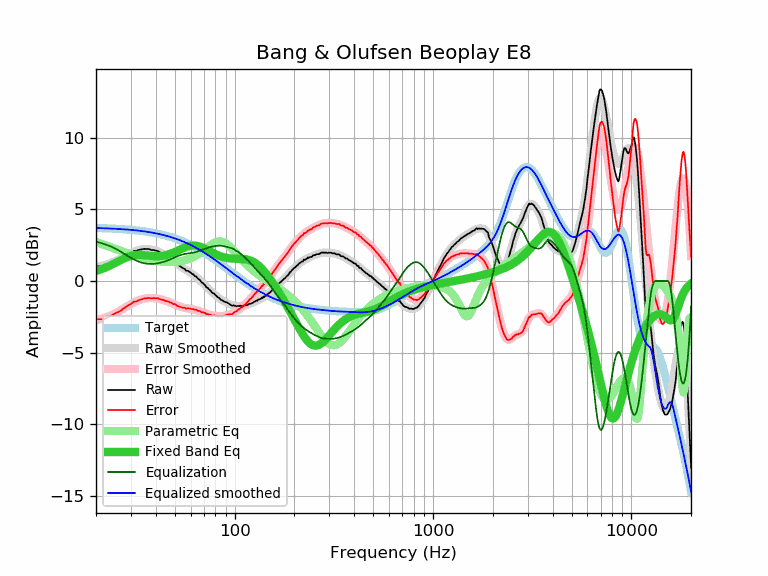 Bang & Olufsen Beoplay E8
Amplitude (dBr)
10
5
0
−5
−10
−15
Target
Raw Smoothed
Error Smoothed
Raw
Error
Parametric Eq
Fixed Band Eq
Equalization
Equalized smoothed
100
1000
10000
Frequency (Hz)